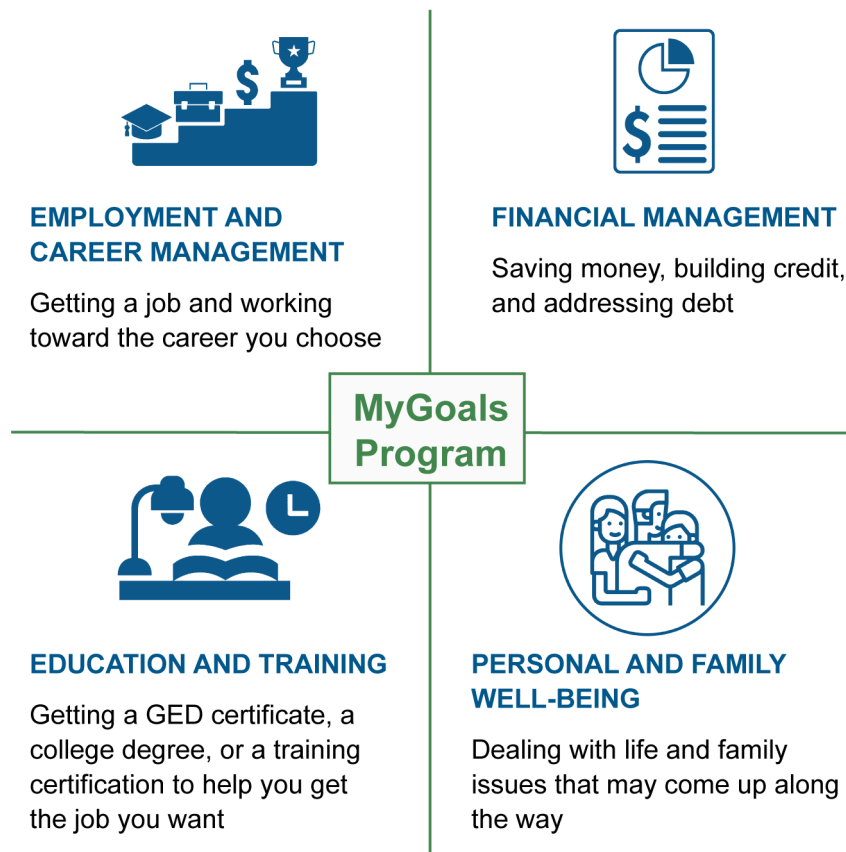 EMPLOYMENT AND
CAREER MANAGEMENT
Getting a job and working
toward the career you choose
FINANCIAL MANAGEMENT
Saving money, building credit,
and addressing debt
MyGoals
Program
EDUCATION AND TRAINING
Getting a GED certificate, a
college degree, or a training
certification to help you get
the job you want
PERSONAL AND FAMILY
WELL-BEING
Dealing with life and family
issues that may come up along
the way